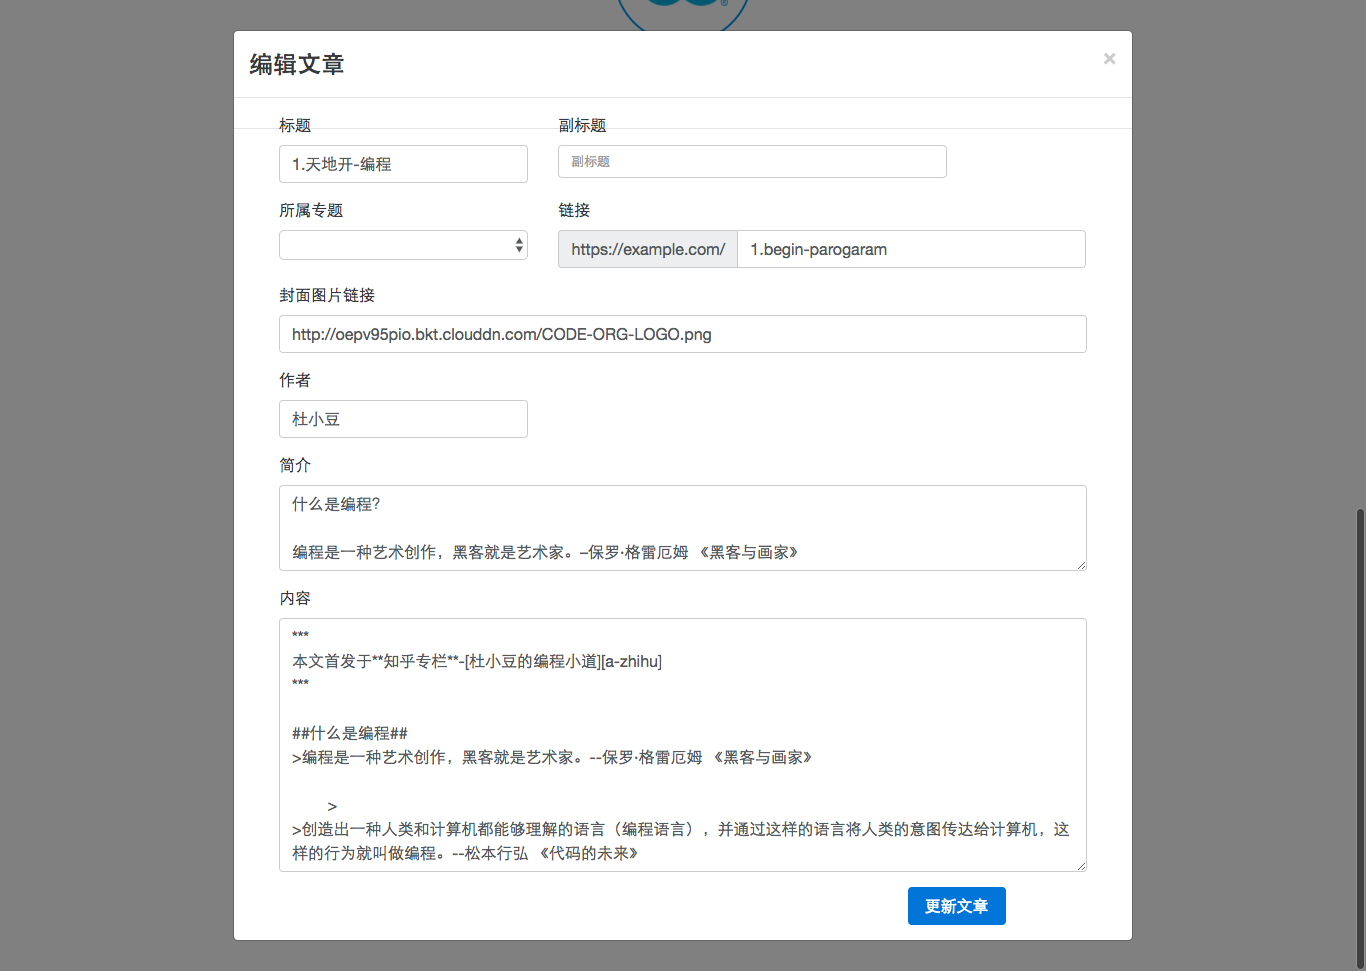 ®
编辑文章
×
标题
副标题
1.天地开-编程
副标题
所属专题
链接
https://example.com/
1.begin-parogaram
封面图片链接
http://oepv95pio.bkt.clouddn.com/CODE-ORG-LOGO.png
作者
杜小豆
简介
什么是编程?
编程是一种艺术创作，黑客就是艺术家。–保罗·格雷厄姆 《黑客与画家》
内容
***
本文首发于**知乎专栏**-[杜小豆的编程小道][a-zhihu]
***
##什么是编程##
>编程是一种艺术创作，黑客就是艺术家。--保罗·格雷厄姆 《黑客与画家》
>
>创造出一种人类和计算机都能够理解的语言（编程语言），并通过这样的语言将人类的意图传达给计算机，这
样的行为就叫做编程。--松本行弘 《代码的未来》
更新文章